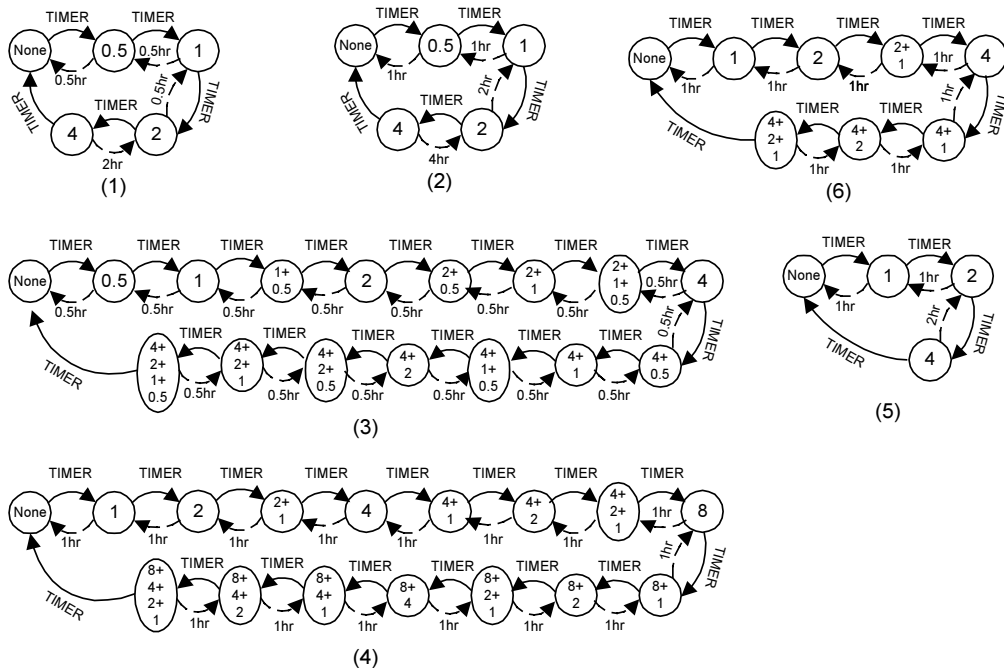 TIMER TIMER
None 0.5 1
0.5hr 0.5hr
TIMER TIMER 0.5hr TIMER
4 2
2hr
(1)
TIMER TIMER
None 0.5 1
1hr 1hr
TIMER TIMER 2hr TIMER
4 2
4hr
(2)
TIMER TIMER TIMER TIMER
None 1 2 2+ 1 4
1hr 1hr 1hr 1hr
TIMER TIMER TIMER 1hr TIMER
4+ 2+ 1 4+ 2 4+ 1
1hr 1hr
(6)
TIMER TIMER TIMER TIMER TIMER TIMER TIMER TIMER
None 0.5 1 1+ 0.5 2 2+ 0.5 2+ 1 2+ 1+ 0.5 4
0.5hr 0.5hr 0.5hr 0.5hr 0.5hr 0.5hr 0.5hr 0.5hr
TIMER TIMER TIMER TIMER TIMER TIMER TIMER 0.5hr TIMER
4+ 2+ 1+ 0.5 4+ 2+ 1 4+ 2+ 0.5 4+ 2 4+ 1+ 0.5 4+ 1 4+ 0.5
0.5hr 0.5hr 0.5hr 0.5hr 0.5hr 0.5hr
(3)
TIMER TIMER
None 1 2
1hr 1hr
TIMER 2hr TIMER
4
(5)
TIMER TIMER TIMER TIMER TIMER TIMER TIMER TIMER
None 1 2 2+ 1 4 4+ 1 4+ 2 4+ 2+ 1 8
1hr 1hr 1hr 1hr 1hr 1hr 1hr 1hr
TIMER TIMER TIMER TIMER TIMER TIMER TIMER 1hr TIMER
8+ 4+ 2+ 1 8+ 4+ 2 8+ 4+ 1 8+ 4 8+ 2+ 1 8+ 2 8+ 1
1hr 1hr 1hr 1hr 1hr 1hr
(4)